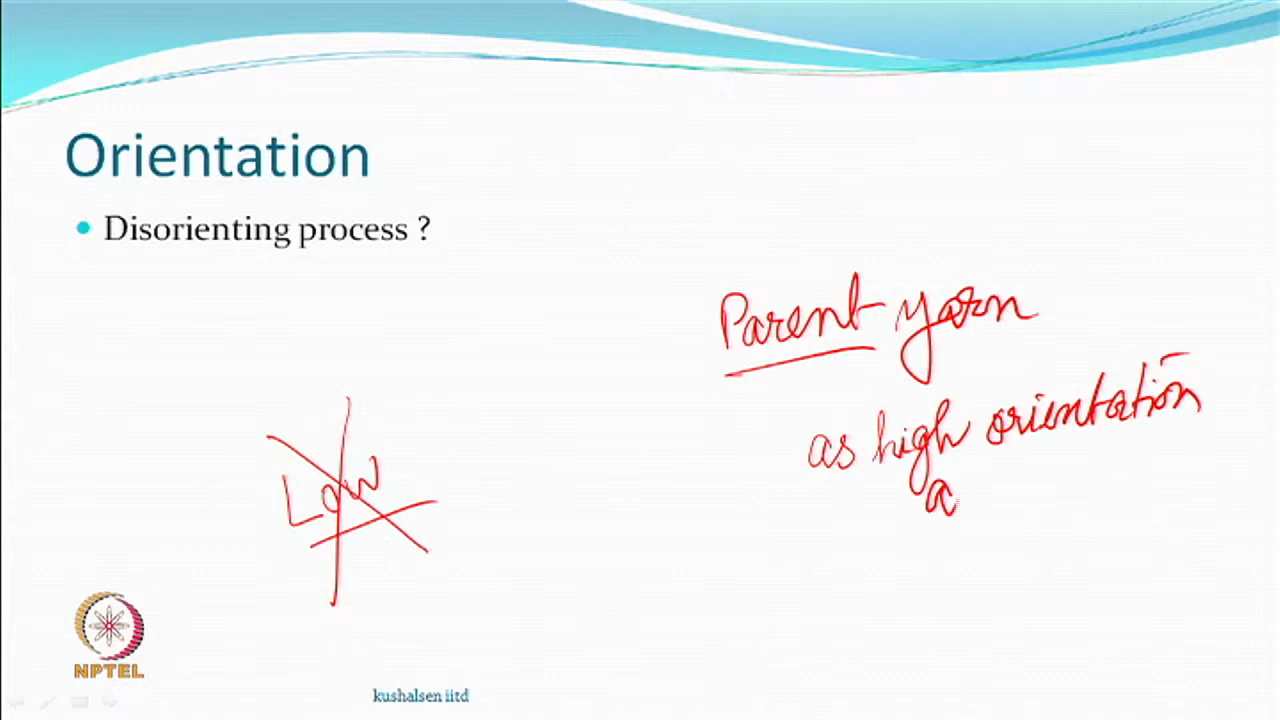 Orientation
Disorienting process ?
Parent yarn
as high orientation
a
Low
NPTEL
kushalsen iitd